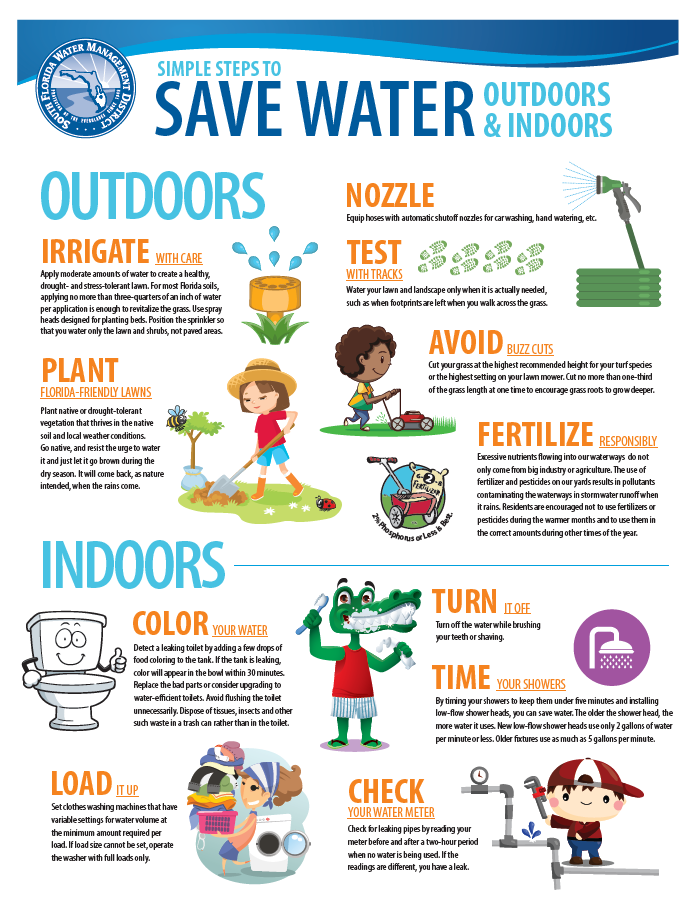 SOUTH FLORIDA WATER MANAGEMENT DISTRICT
SIMPLE STEPS TO
SAVE WATER
OUTDOORS
& INDOORS
OUTDOORS
IRRIGATE WITH CARE
Apply moderate amounts of water to create a healthy,
drought- and stress-tolerant lawn. For most Florida soils,
applying no more than three-quarters of an inch of water
per application is enough to revitalize the grass. Use spray
heads designed for planting beds. Position the sprinkler so
that you water only the lawn and shrubs, not paved areas.
NOZZLE
Equip hoses with automatic shutoff nozzles for car washing, hand watering, etc.
TEST
WITH TRACKS
Water your lawn and landscape only when it is actually needed,
such as when footprints are left when you walk across the grass.
PLANT
FLORIDA-FRIENDLY LAWNS
Plant native or drought-tolerant
vegetation that thrives in the native
soil and local weather conditions.
Go native, and resist the urge to water
it and just let it go brown during the
dry season. It will come back, as nature
intended, when the rains come.
AVOID BUZZ CUTS
Cut your grass at the highest recommended height for your turf species
or the highest setting on your lawn mower. Cut no more than one-third
of the grass length at one time to encourage grass roots to grow deeper.
FERTILIZE RESPONSIBLY
Excessive nutrients flowing into our waterways do not
only come from big industry or agriculture. The use of
fertilizer and pesticides on our yards results in pollutants
contaminating the waterways in stormwater runoff when
it rains. Residents are encouraged not to use fertilizers or
pesticides during the warmer months and to use them in
the correct amounts during other times of the year.
6-2-8
FERTILIZER
2% Phosphorus or Less is Best.
INDOORS
COLOR YOUR WATER
Detect a leaking toilet by adding a few drops of
food coloring to the tank. If the tank is leaking,
color will appear in the bowl within 30 minutes.
Replace the bad parts or consider upgrading to
water-efficient toilets. Avoid flushing the toilet
unnecessarily. Dispose of tissues, insects and other
such waste in a trash can rather than in the toilet.
TURN IT OFF
Turn off the water while brushing
your teeth or shaving.
TIME YOUR SHOWERS
By timing your showers to keep them under five minutes and installing
low-flow shower heads, you can save water. The older the shower head, the
more water it uses. New low-flow shower heads use only 2 gallons of water
per minute or less. Older fixtures use as much as 5 gallons per minute.
LOAD IT UP
Set clothes washing machines that have
variable settings for water volume at
the minimum amount required per
load. If load size cannot be set, operate
the washer with full loads only.
CHECK
YOUR WATER METER
Check for leaking pipes by reading your
meter before and after a two-hour period
when no water is being used. If the
readings are different, you have a leak.